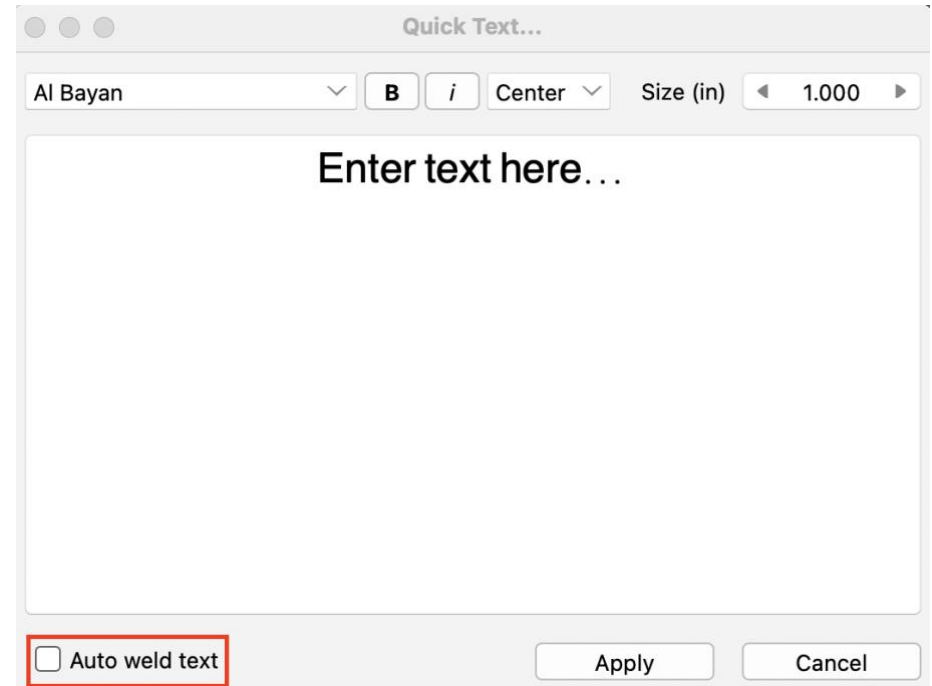 Quick Text...
Al Bayan B i Center Size (in) 1.000
Enter text here...
Auto weld text Apply Cancel